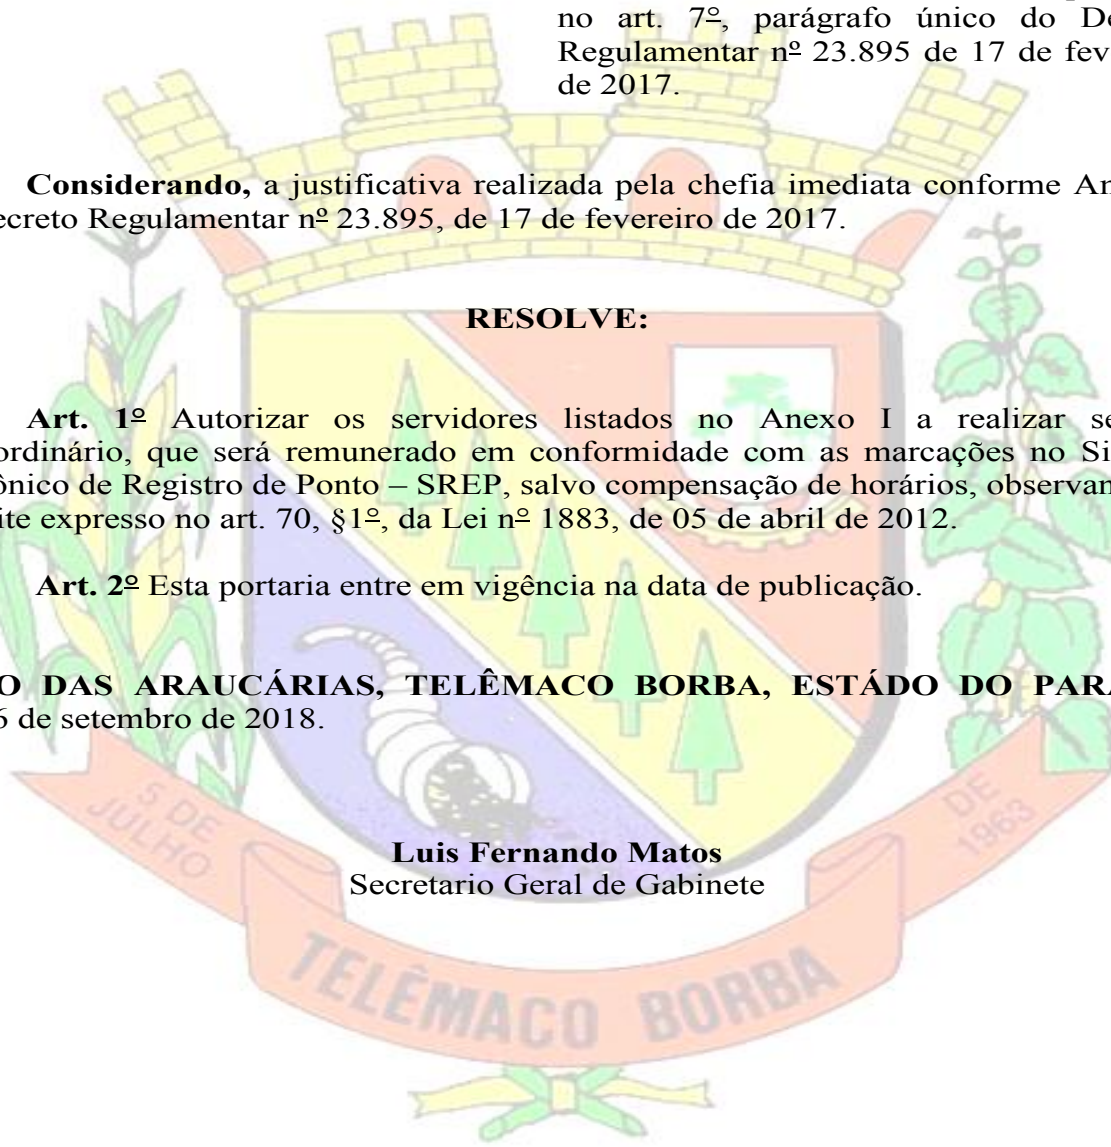 no art. 7º, parágrafo único do De
Regulamentar nº 23.895 de 17 de fev
de 2017.
Considerando, a justificativa realizada pela chefia imediata conforme An
ecreto Regulamentar nº 23.895, de 17 de fevereiro de 2017.
RESOLVE:
Art. 1º Autorizar os servidores listados no Anexo I a realizar se
ordinário, que será remunerado em conformidade com as marcações no Si
ônico de Registro de Ponto – SREP, salvo compensação de horários, observan
ite expresso no art. 70, §1º, da Lei nº 1883, de 05 de abril de 2012.
Art. 2º Esta portaria entre em vigência na data de publicação.
O DAS ARAUCÁRIAS, TELÊMACO BORBA, ESTÁDO DO PARA
6 de setembro de 2018.
5 DE JULHO
DE 1963
Luis Fernando Matos
Secretario Geral de Gabinete
TELÊMACO BORBA